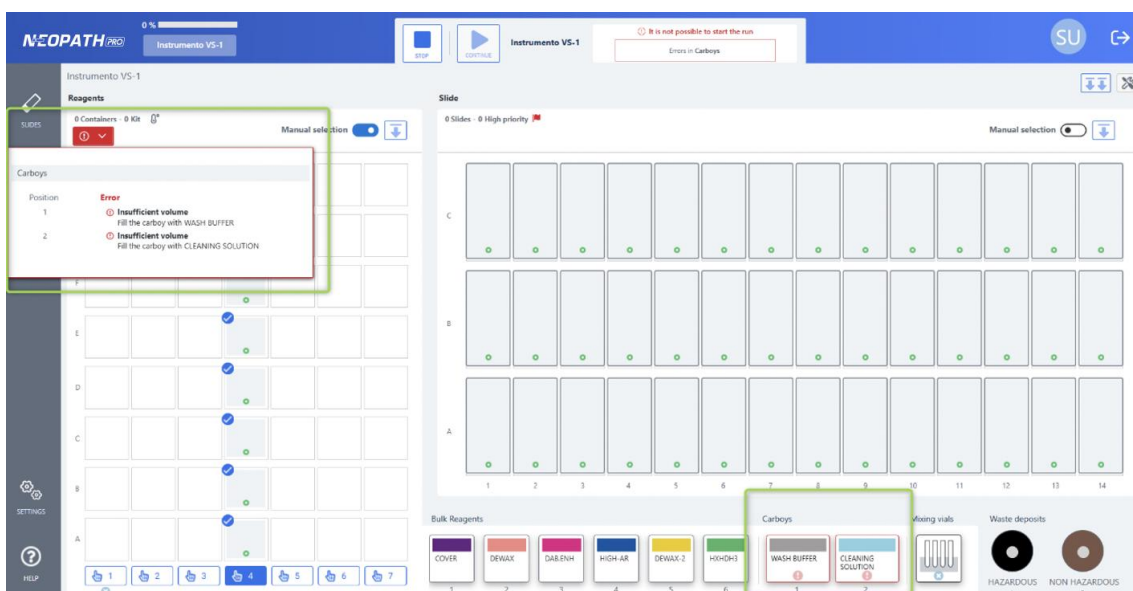 NEOPATH PRO
0 %
Instrumento VS-1
STOP
CONTINUE
Instrumento VS-1
It is not possible to start the run
Errors in Carboys
SU
SLIDES
SETTINGS
HELP
Instrumento VS-1
Reagents
0 Containers - 0 Kit
Manual selection
Carboys
Position Error
1 Insufficient volume
Fill the carboy with WASH BUFFER
2 Insufficient volume
Fill the carboy with CLEANING SOLUTION
F
E
D
C
B
A
1 2 3 4 5 6 7
Slide
0 Slides - 0 High priority
Manual selection
C
B
A
1 2 3 4 5 6 7 8 9 10 11 12 13 14
Bulk Reagents
COVER DEWAX DAB.ENH HIGH-AR DEWAX-2 HXHDH3
1 2 3 4 5 6
Carboys
WASH BUFFER CLEANING
SOLUTION
1 2
Mixing vials
Waste deposits
HAZARDOUS NON HAZARDOUS